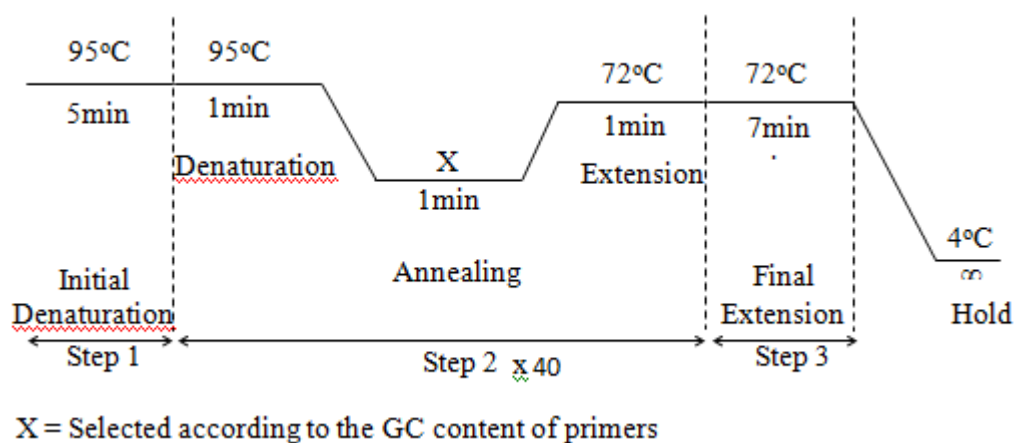 95°C 95°C 72°C 72°C
5min 1min 1min 7min
Denaturation X Extension
1min
4°C
∞
Initial Annealing Final
Denaturation Extension Hold
Step 1 Step 2 x 40 Step 3
X = Selected according to the GC content of primers